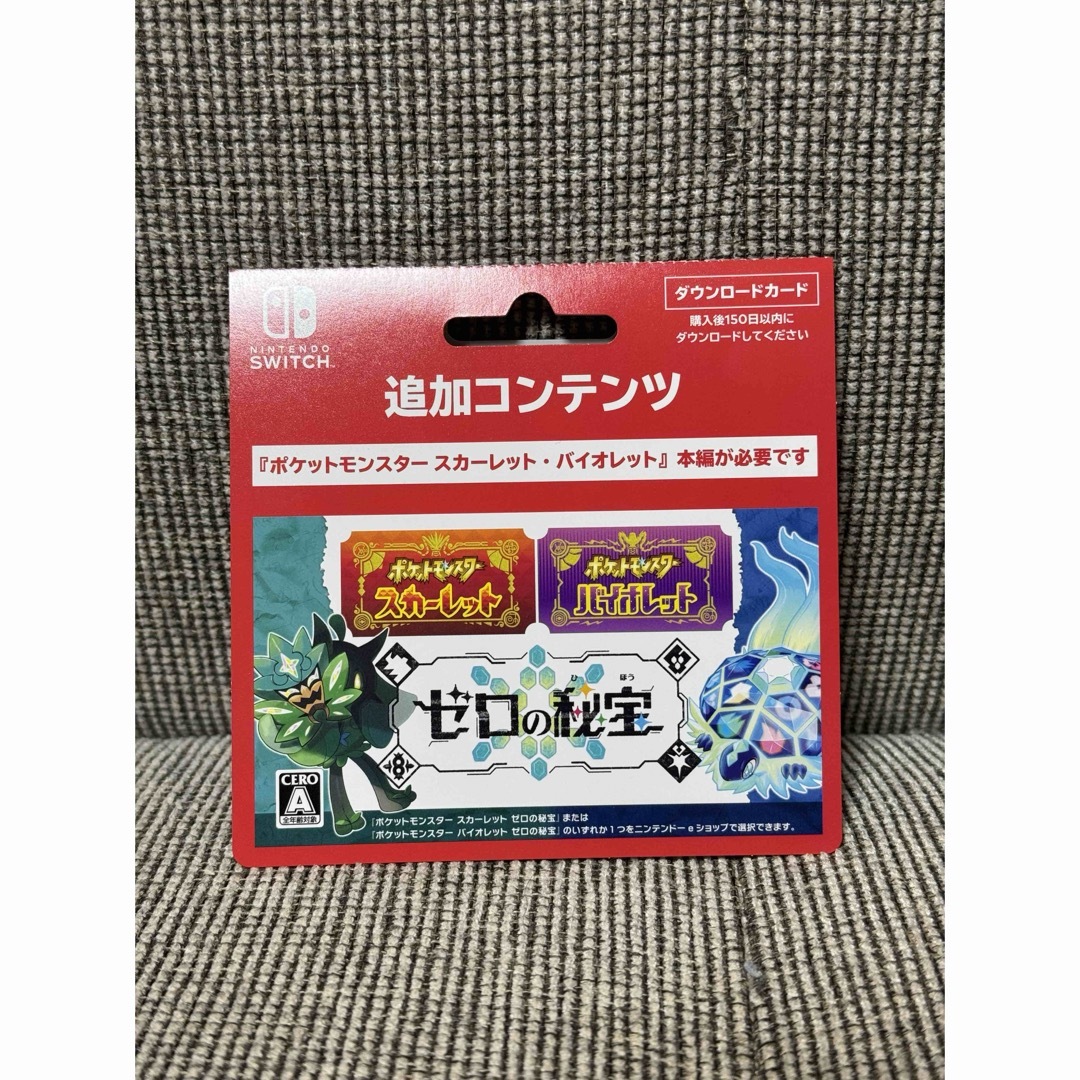 NINTENDO
SWITCH™
ダウンロードカード
購入後150日以内に
ダウンロードしてください
追加コンテンツ
『ポケットモンスター スカーレット・バイオレット』本編が必要です
ポケットモンスター
スカーレット
ポケットモンスター
バイオレット
ひ ほう
ゼロの秘宝
CERO
A
全年齢対象
『ポケットモンスター スカーレット ゼロの秘宝』または
『ポケットモンスター バイオレット ゼロの秘宝』のいずれか1つをニンテンドーeショップで選択できます。